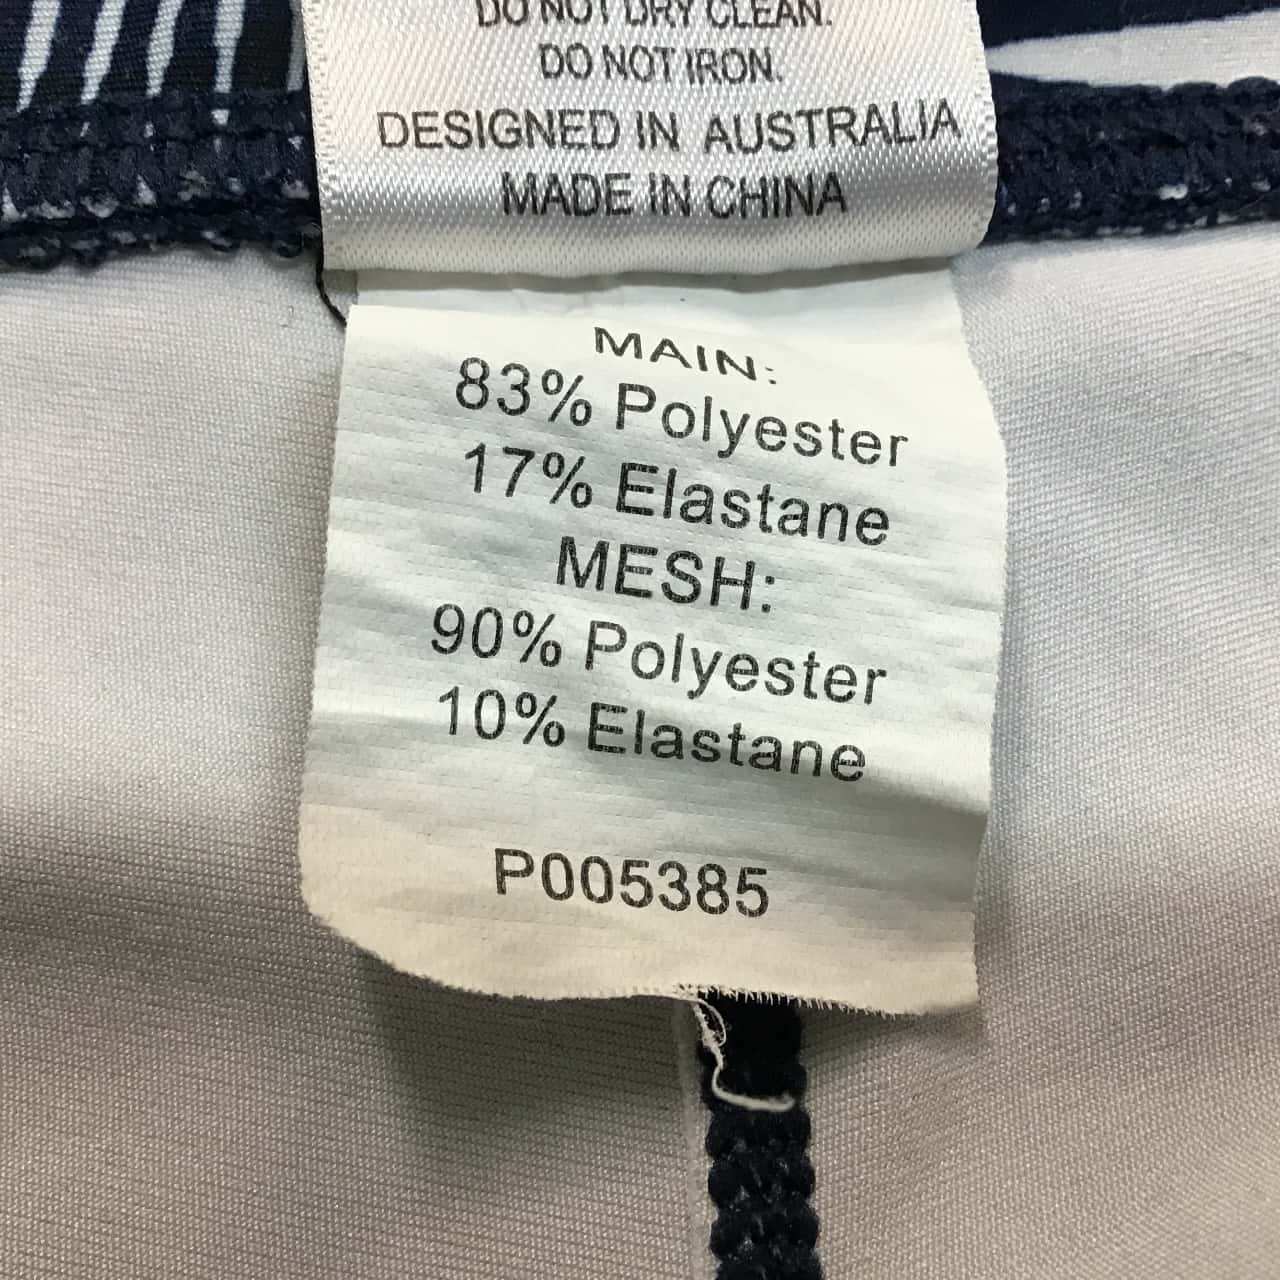 DO NOT DRY CLEAN.
DO NOT IRON.
DESIGNED IN AUSTRALIA
MADE IN CHINA
MAIN:
83% Polyester
17% Elastane
MESH:
90% Polyester
10% Elastane
P005385